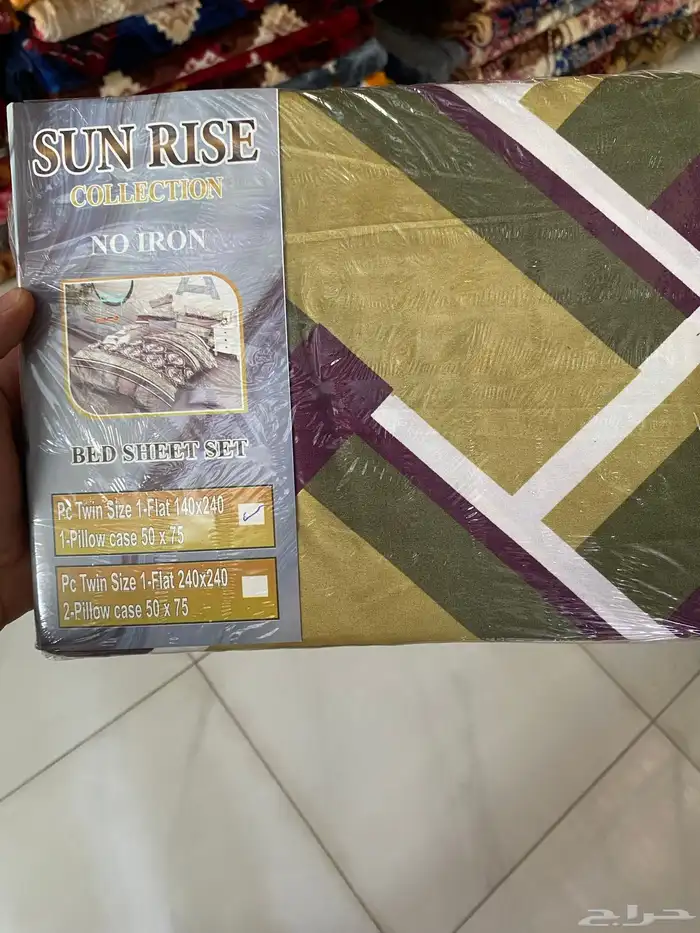 SUN RISE
COLLECTION
NO IRON
BED SHEET SET
Pc Twin Size 1-Flat 140x240
1-Pillow case 50 x 75
Pc Twin Size 1-Flat 240x240
2-Pillow case 50 x 75
حراج